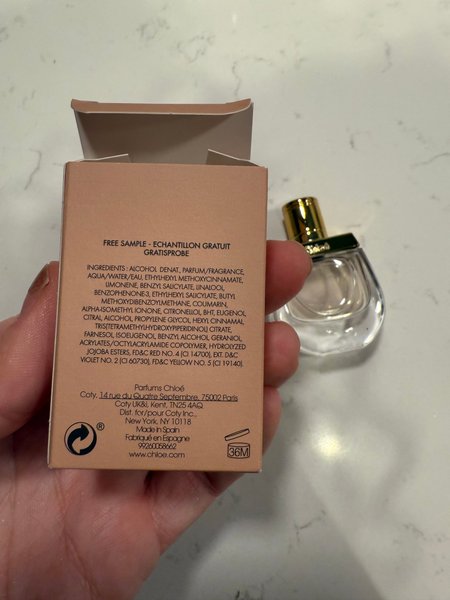 FREE SAMPLE - ECHANTILLON GRATUIT
GRATISPROBE
INGREDIENTS : ALCOHOL DENAT., PARFUM/FRAGRANCE,
AQUA/WATER/EAU, ETHYLHEXYL METHOXYCINNAMATE,
LIMONENE, BENZYL SALICYLATE, LINALOOL,
BENZOPHENONE-3, ETHYLHEXYL SALICYLATE, BUTYL
METHOXYDIBENZOYLMETHANE, COUMARIN,
ALPHA-ISOMETHYL IONONE, CITRONELLOL, BHT, EUGENOL,
CITRAL, ALCOHOL, PROPYLENE GLYCOL, HEXYL CINNAMAL,
TRIS(TETRAMETHYLHYDROXYPIPERIDINOL) CITRATE,
FARNESOL, ISOEUGENOL, BENZYL ALCOHOL, GERANIOL,
ACRYLATES/OCTYLACRYLAMIDE COPOLYMER, HYDROLYZED
JOJOBA ESTERS, FD&C RED NO. 4 (CI 14700), EXT. D&C
VIOLET NO. 2 (CI 60730), FD&C YELLOW NO. 5 (CI 19140).
Parfums Chloé
Coty, 14 rue du Quatre Septembre, 75002 Paris
Coty UK&I, Kent, TN25 4AQ
Dist. for/pour Coty Inc.,
New York, NY 10118
Made in Spain
Fabriqué en Espagne
99260058662
www.chloe.com
®
36M
Chloé